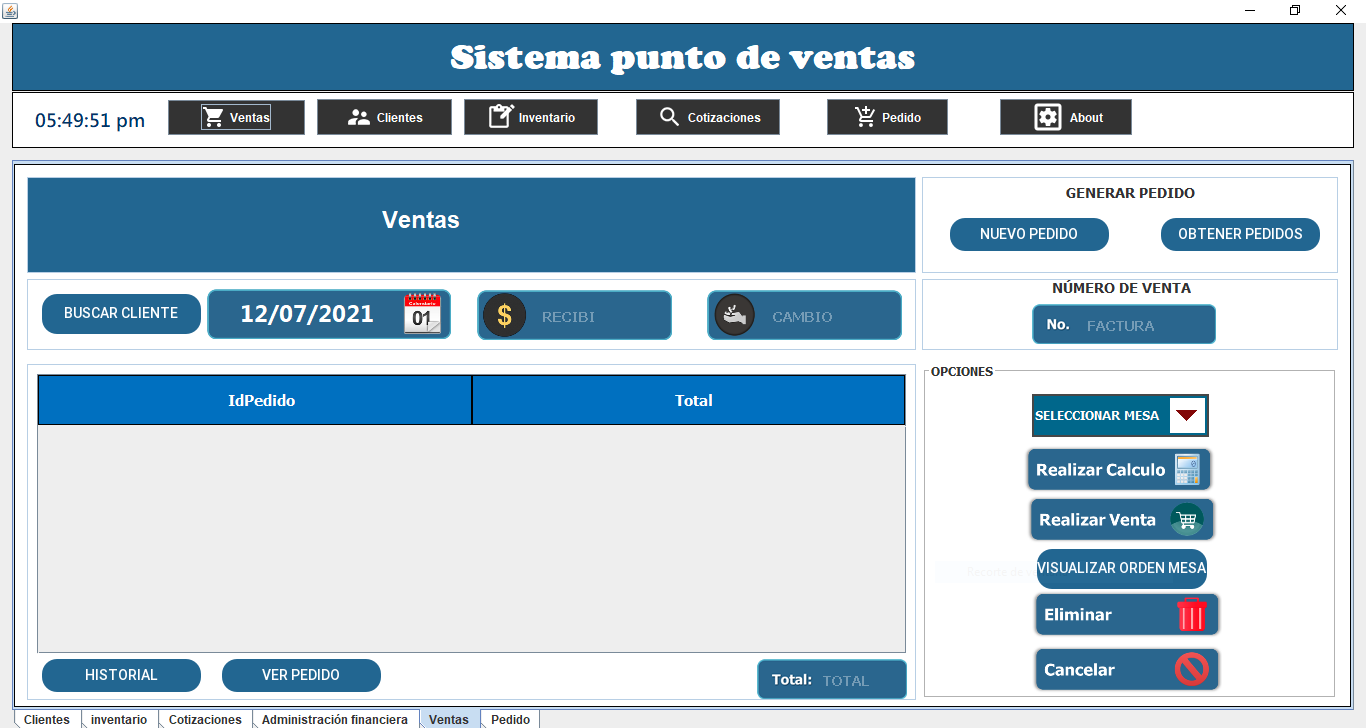 Sistema punto de ventas
05:49:51 pm
Ventas
Clientes
Inventario
Cotizaciones
Pedido
About
Ventas
GENERAR PEDIDO
NUEVO PEDIDO
OBTENER PEDIDOS
BUSCAR CLIENTE
12/07/2021
Calendario
01
$
RECIBI
CAMBIO
NÚMERO DE VENTA
No. FACTURA
IdPedido
Total
OPCIONES
SELECCIONAR MESA
Realizar Calculo
Realizar Venta
VISUALIZAR ORDEN MESA
Eliminar
Cancelar
HISTORIAL
VER PEDIDO
Total: TOTAL
Clientes
inventario
Cotizaciones
Administración financiera
Ventas
Pedido